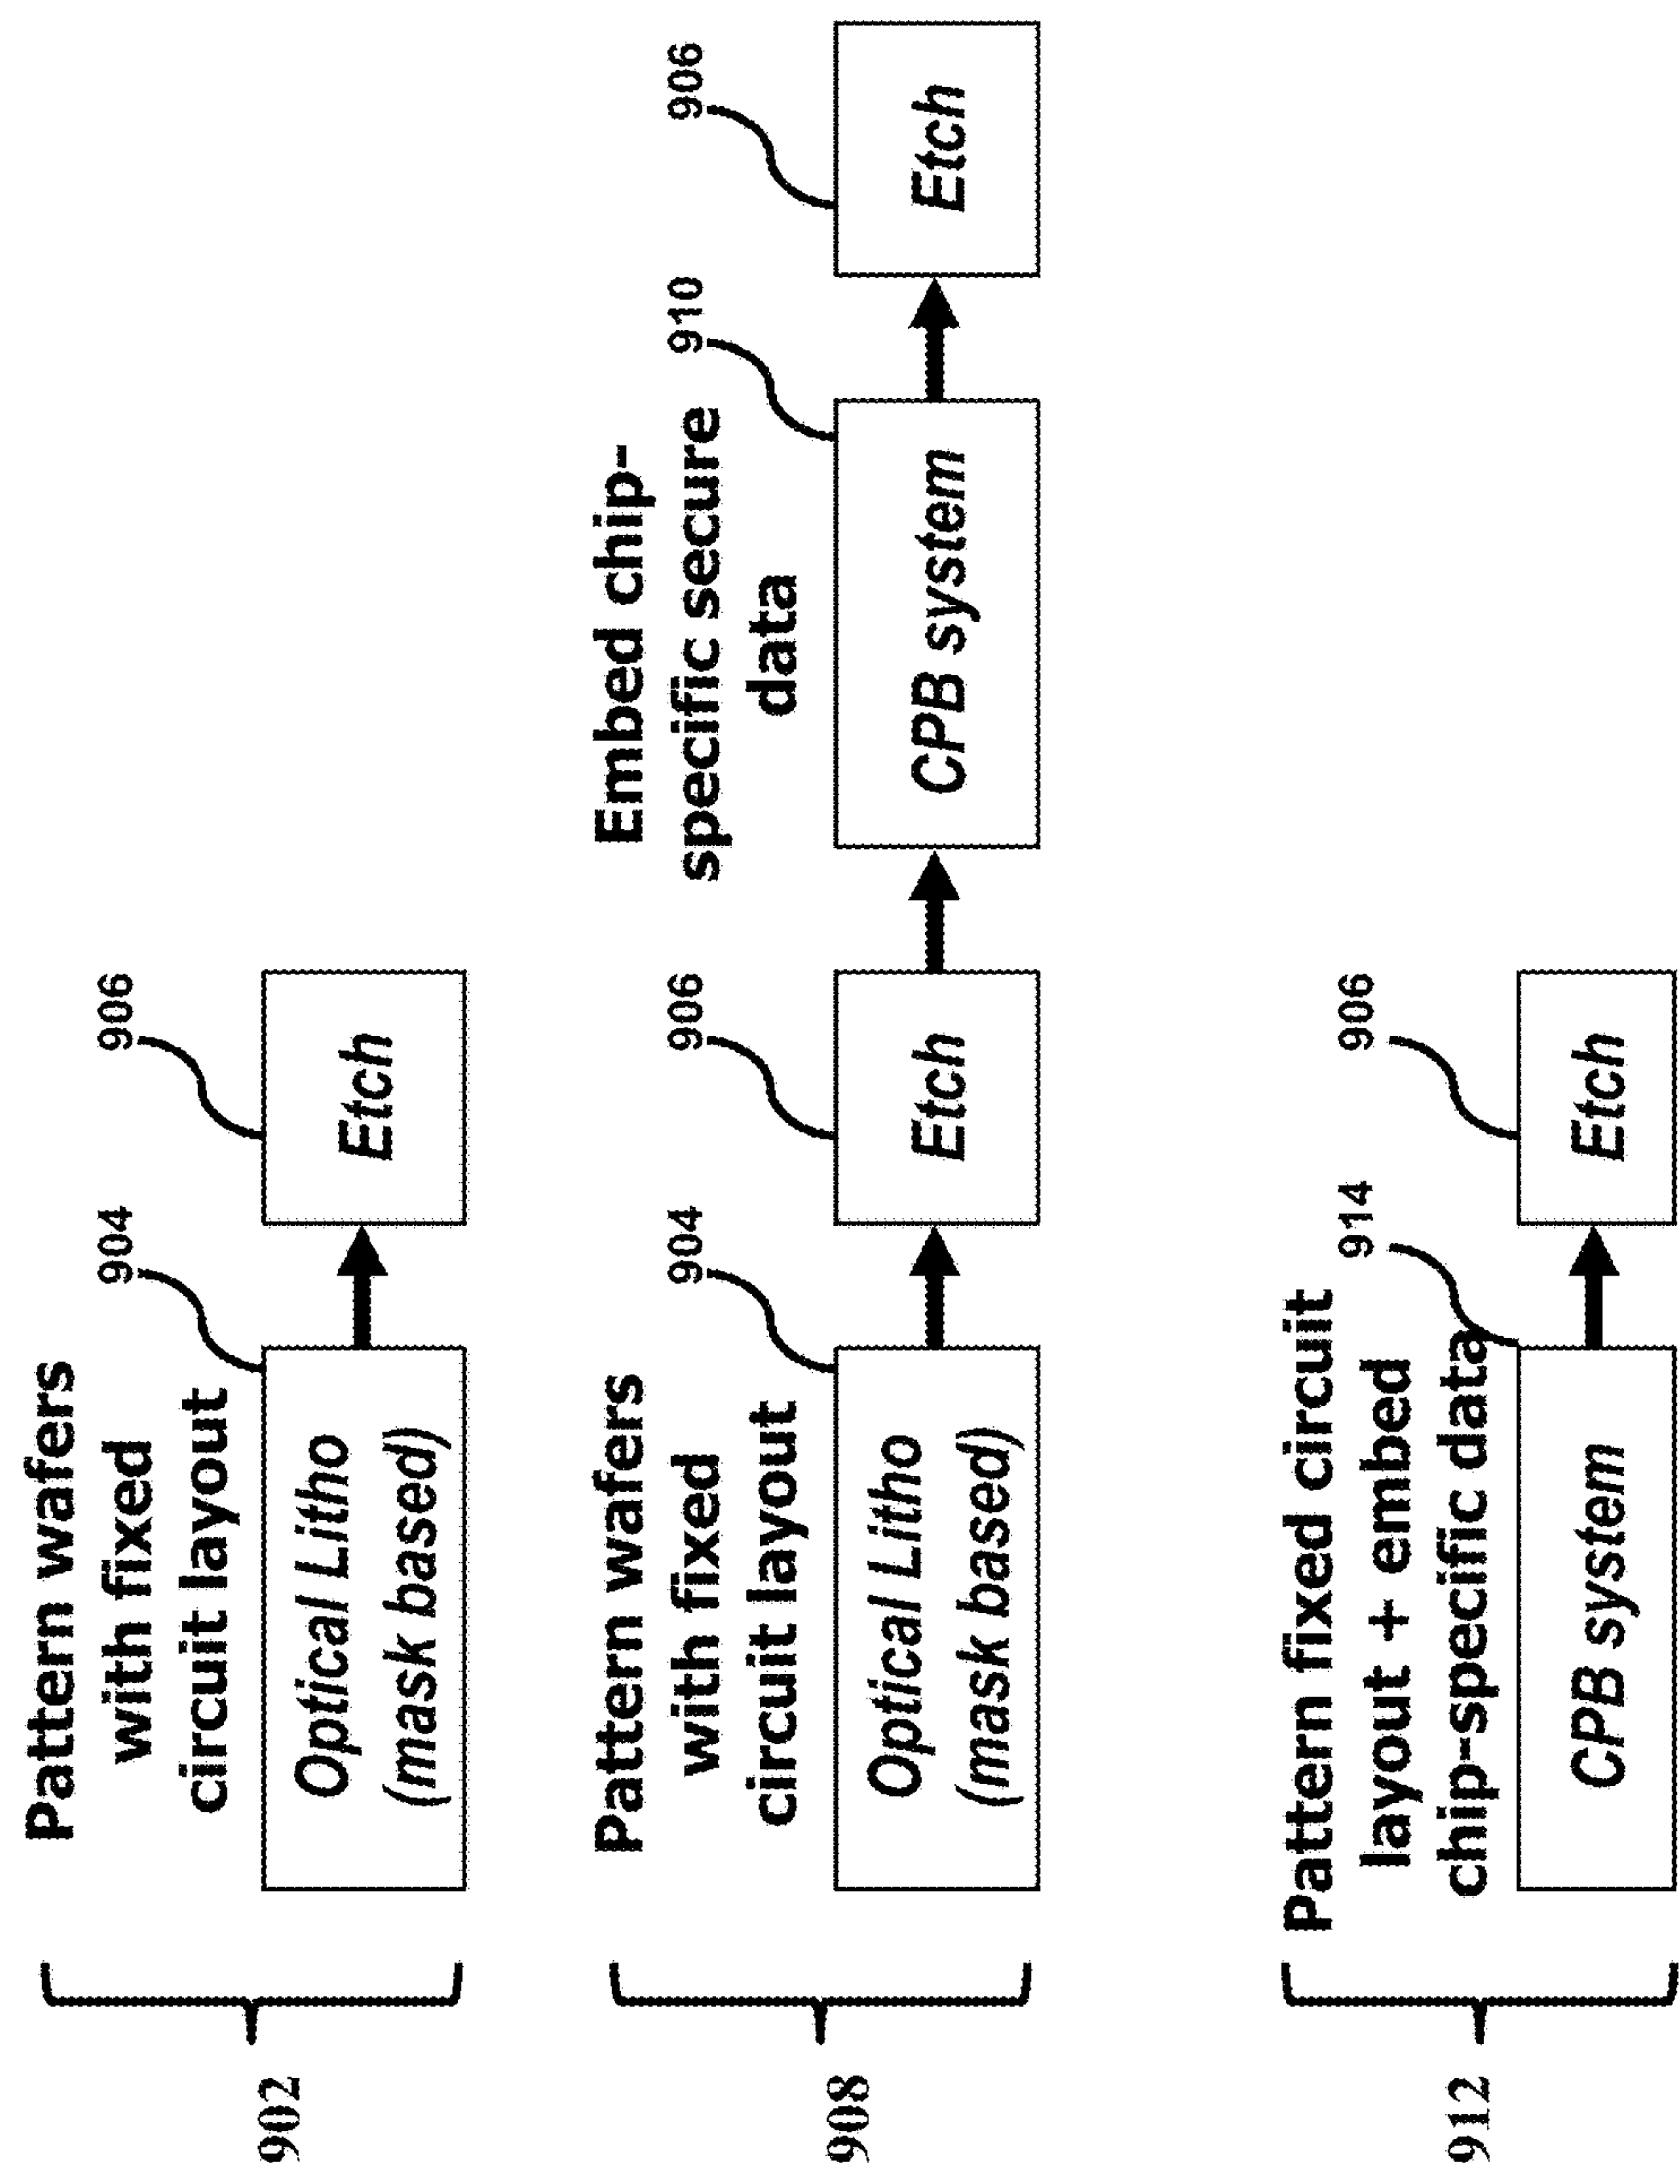 902
Pattern wafers
with fixed
circuit layout
904
906
Optical Litho
(mask based)
Etch
908
Pattern wafers
with fixed
circuit layout
904
906
Embed chip-
specific secure
data
910
906
Optical Litho
(mask based)
Etch
CPB system
Etch
912
Pattern fixed circuit
layout + embed
chip-specific data
914
906
CPB system
Etch